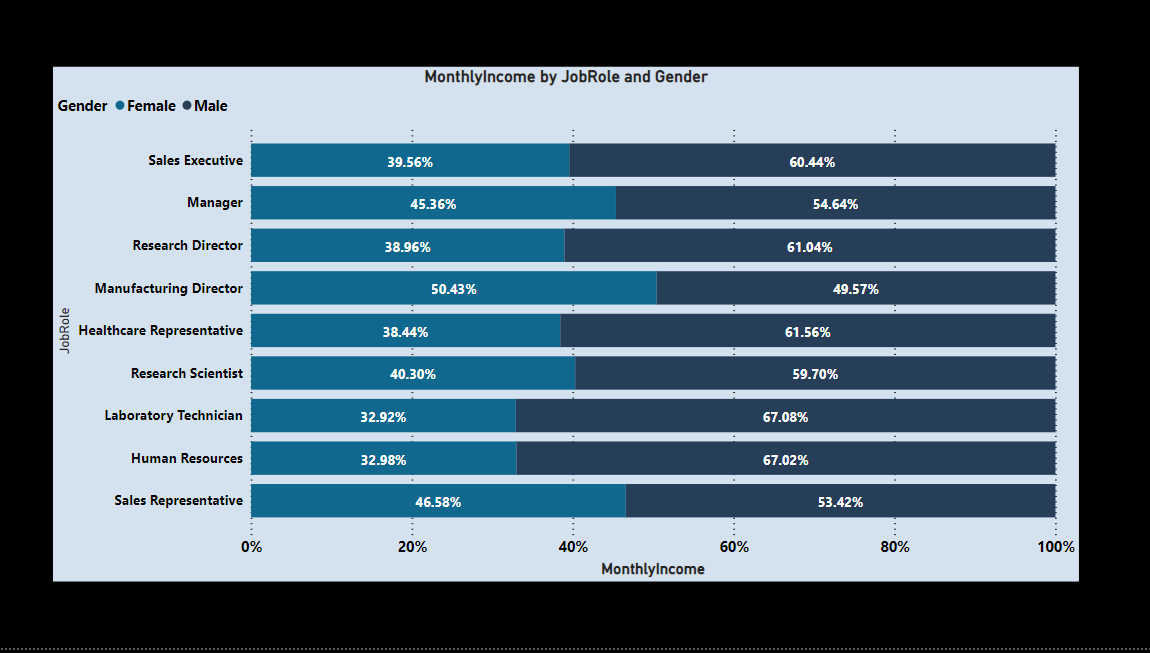 MonthlyIncome by JobRole and Gender
Gender Female Male
Sales Executive 39.56% 60.44%
Manager 45.36% 54.64%
Research Director 38.96% 61.04%
Manufacturing Director 50.43% 49.57%
Healthcare Representative 38.44% 61.56%
Research Scientist 40.30% 59.70%
Laboratory Technician 32.92% 67.08%
Human Resources 32.98% 67.02%
Sales Representative 46.58% 53.42%
JobRole
0% 20% 40% 60% 80% 100%
MonthlyIncome